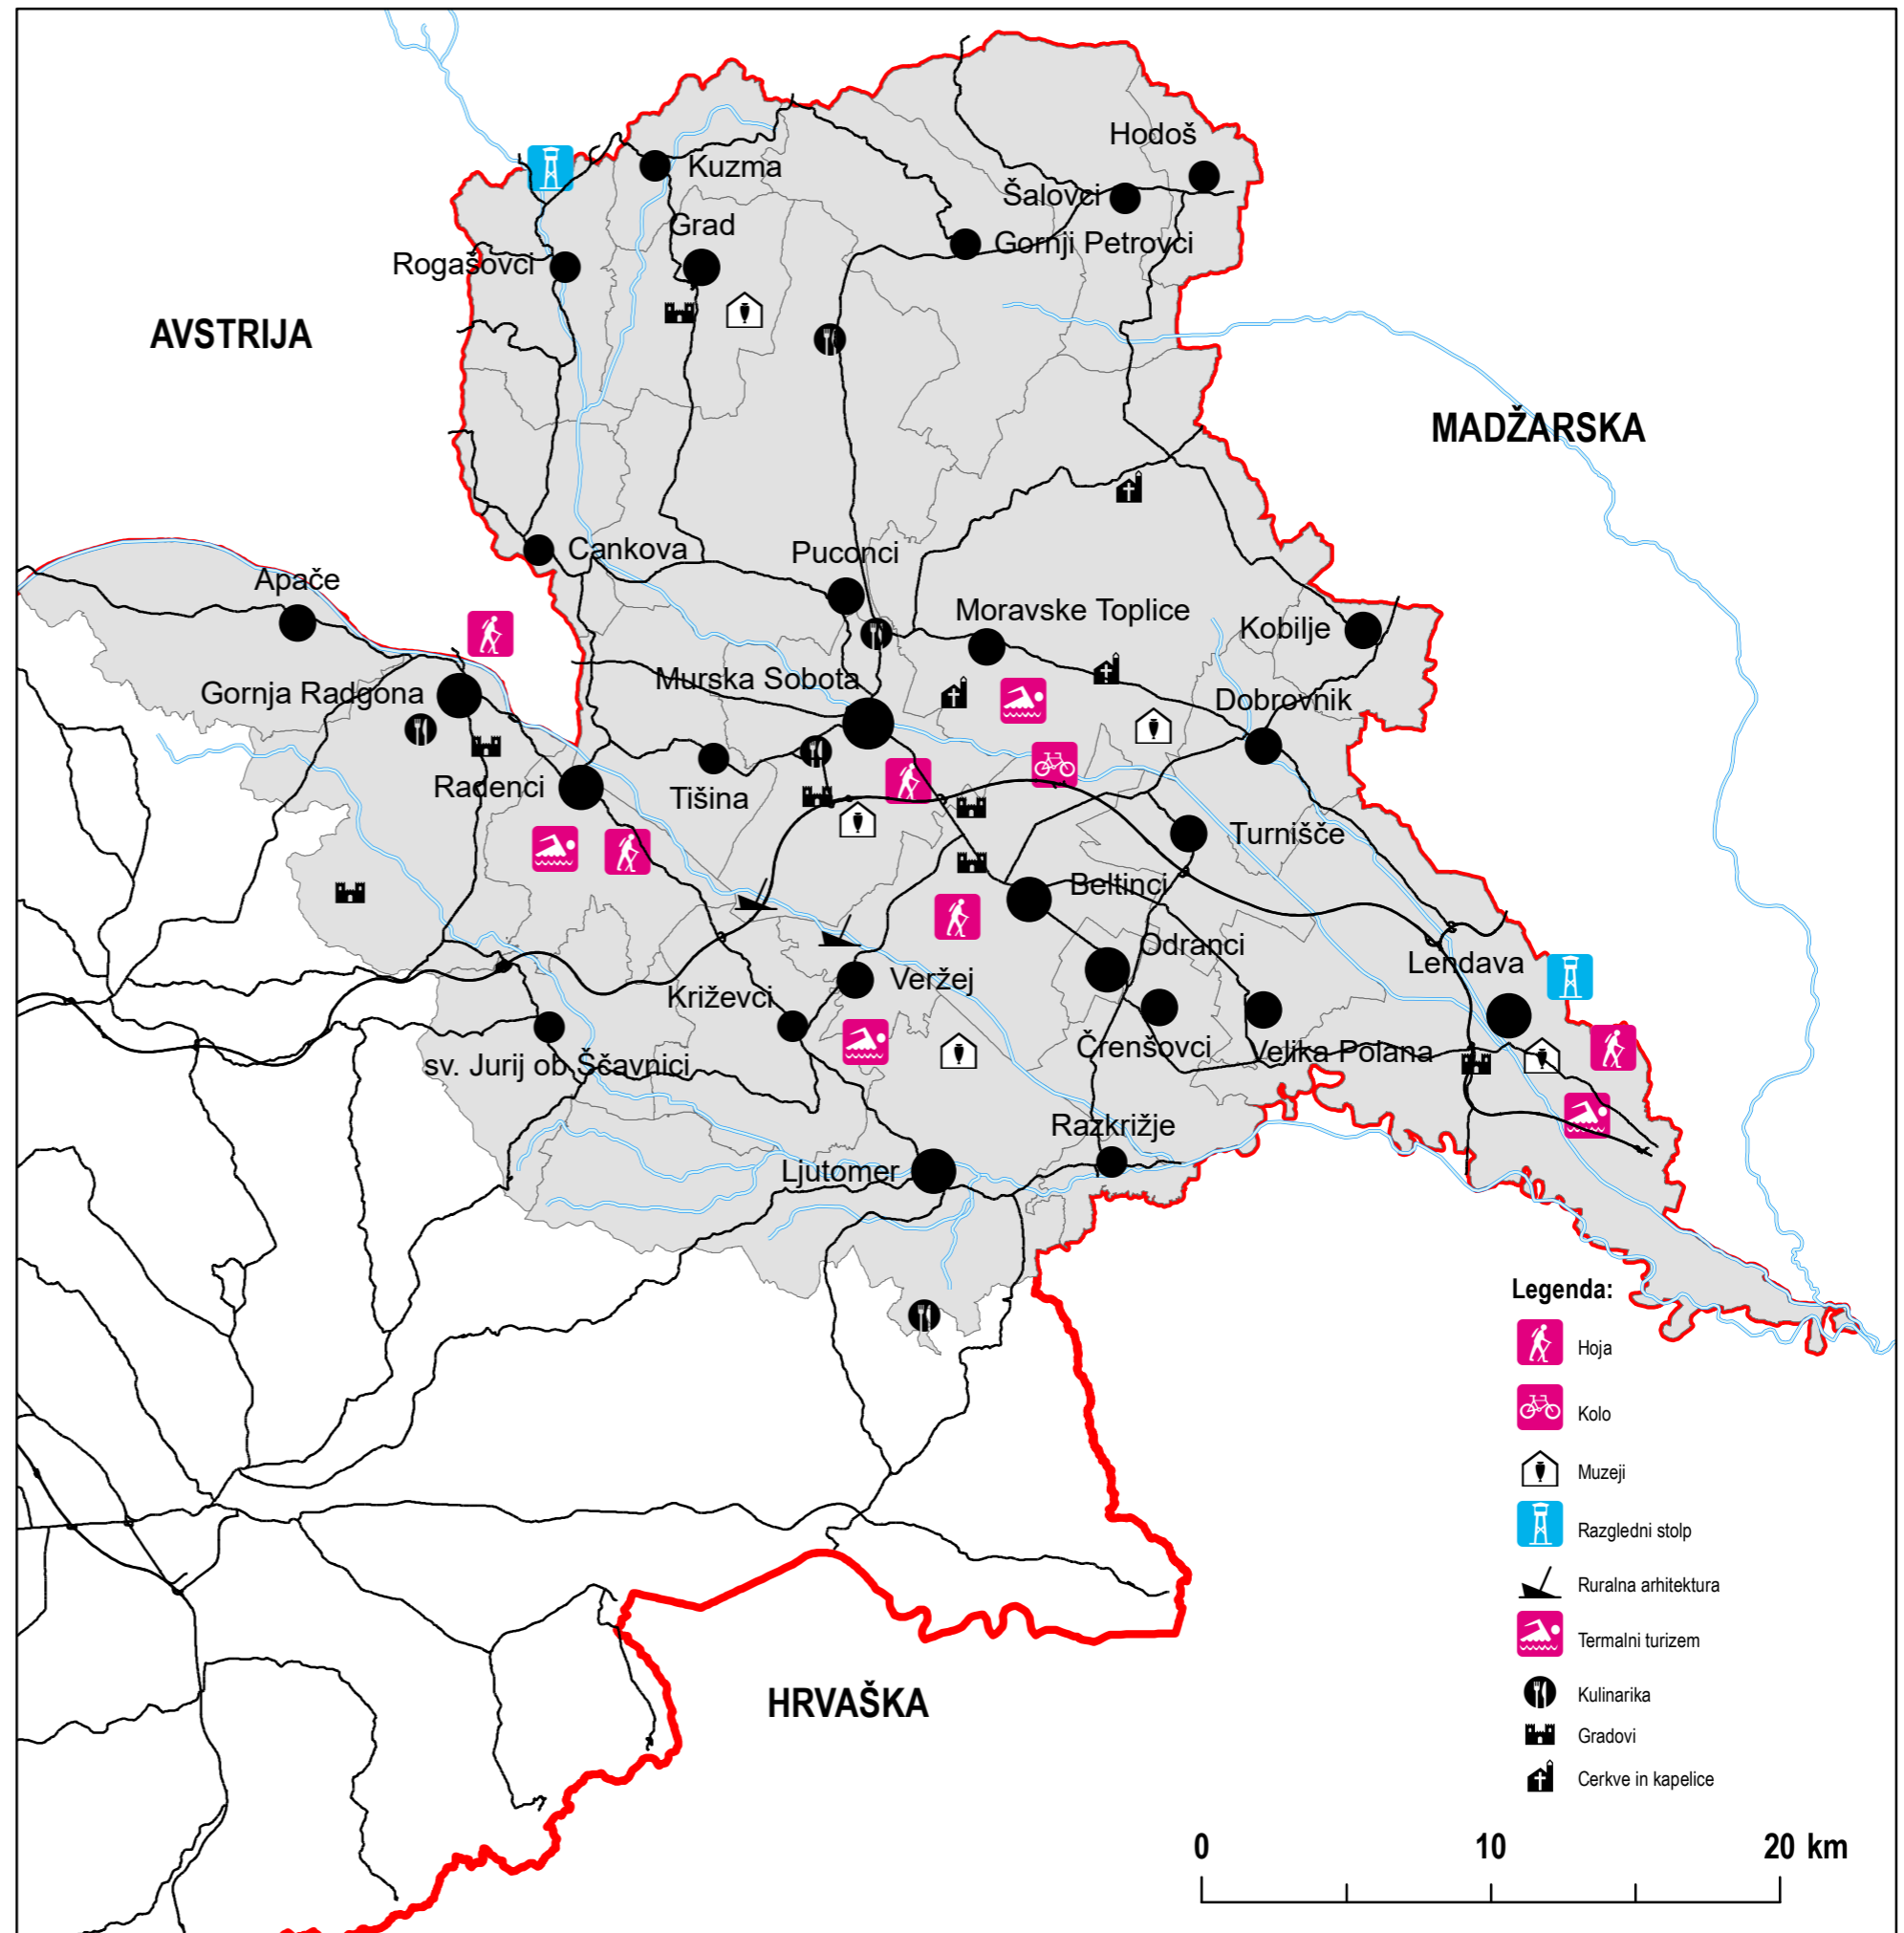 Hodoš
Kuzma
Šalovci
Grad
Gornji Petrovci
Rogašovci
AVSTRIJA
MADŽARSKA
Cankova
Puconci
Apače
Moravske Toplice
Kobilje
Murska Sobota
Gornja Radgona
Dobrovnik
Radenci
Tišina
Turnišče
Beltinci
Odranci
Lendava
Veržej
Križevci
Črenšovci
Velika Polana
sv. Jurij ob Ščavnici
Razkrižje
Ljutomer
Legenda:
Hoja
Kolo
Muzeji
Razgledni stolp
Ruralna arhitektura
Termalni turizem
Kulinarika
Gradovi
Cerkve in kapelice
HRVAŠKA
0 10 20 km